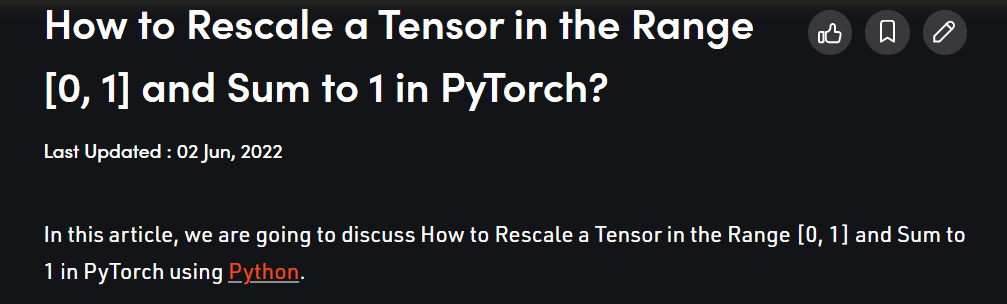 How to Rescale a Tensor in the Range
[0, 1] and Sum to 1 in PyTorch?
Last Updated : 02 Jun, 2022
In this article, we are going to discuss How to Rescale a Tensor in the Range [0, 1] and Sum to
1 in PyTorch using Python.